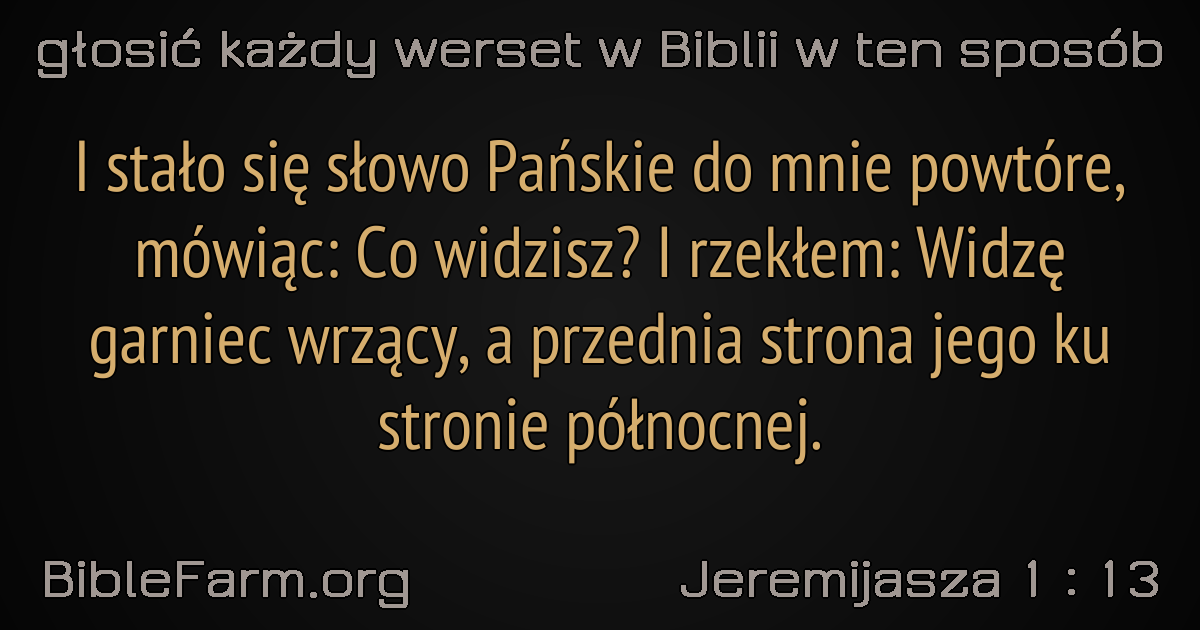 głosić każdy werset w Biblii w ten sposób
I stało się słowo Pańskie do mnie powtóre,
mówiąc: Co widzisz? I rzekłem: Widzę
garniec wrzący, a przednia strona jego ku
stronie północnej.
BibleFarm.org
Jeremijasza 1 : 13